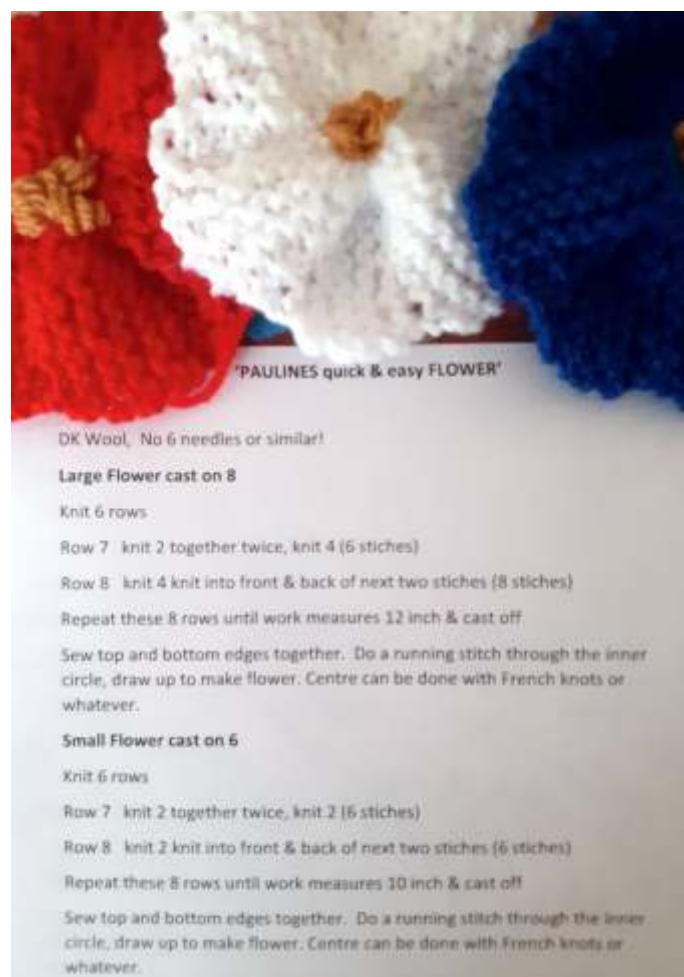 'PAULINES quick & easy FLOWER'
DK Wool, No 6 needles or similar!
Large Flower cast on 8
Knit 6 rows
Row 7 knit 2 together twice, knit 4 (6 stiches)
Row 8 knit 4 knit into front & back of next two stiches (8 stiches)
Repeat these 8 rows until work measures 12 inch & cast off
Sew top and bottom edges together. Do a running stitch through the inner
circle, draw up to make flower. Centre can be done with French knots or
whatever.
Small Flower cast on 6
Knit 6 rows
Row 7 knit 2 together twice, knit 2 (6 stiches)
Row 8 knit 2 knit into front & back of next two stiches (6 stiches)
Repeat these 8 rows until work measures 10 inch & cast off
Sew top and bottom edges together. Do a running stitch through the inner
circle, draw up to make flower. Centre can be done with French knots or
whatever.